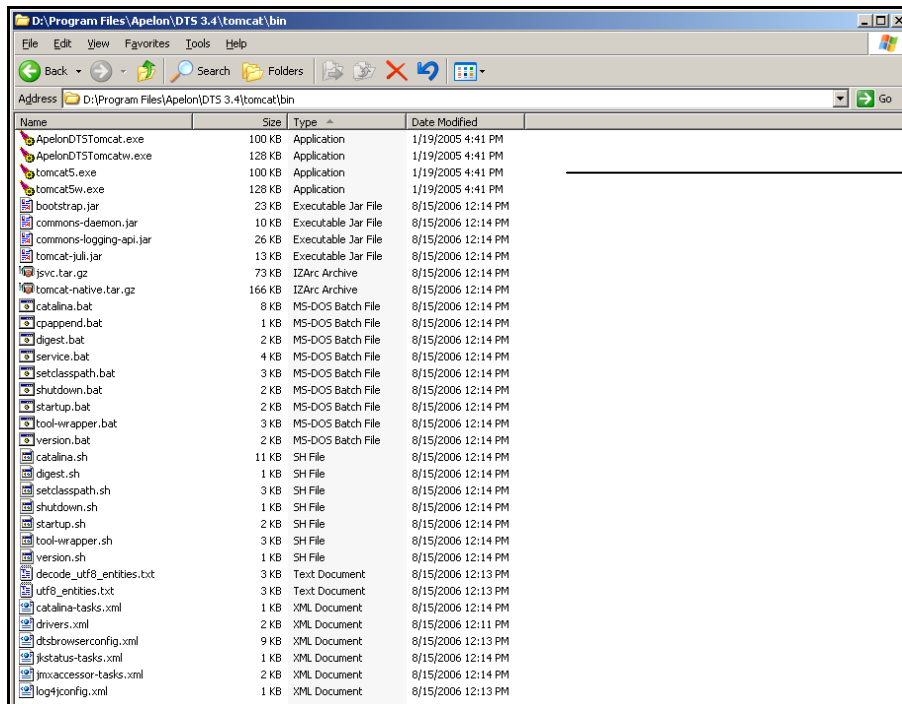 D:\Program Files\Apelon\DTS 3.4\tomcat\bin
File Edit View Favorites Tools Help
Back Search Folders
Address D:\Program Files\Apelon\DTS 3.4\tomcat\bin Go
Name Size Type Date Modified
ApelonDTSTomcat.exe 100 KB Application 1/19/2005 4:41 PM
ApelonDTSTomcatw.exe 128 KB Application 1/19/2005 4:41 PM
tomcat5.exe 100 KB Application 1/19/2005 4:41 PM
tomcat5w.exe 128 KB Application 1/19/2005 4:41 PM
bootstrap.jar 23 KB Executable Jar File 8/15/2006 12:14 PM
commons-daemon.jar 10 KB Executable Jar File 8/15/2006 12:14 PM
commons-logging-api.jar 26 KB Executable Jar File 8/15/2006 12:14 PM
tomcat-juli.jar 13 KB Executable Jar File 8/15/2006 12:14 PM
jsvc.tar.gz 73 KB IZArc Archive 8/15/2006 12:14 PM
tomcat-native.tar.gz 166 KB IZArc Archive 8/15/2006 12:14 PM
catalina.bat 8 KB MS-DOS Batch File 8/15/2006 12:14 PM
cpappend.bat 1 KB MS-DOS Batch File 8/15/2006 12:14 PM
digest.bat 2 KB MS-DOS Batch File 8/15/2006 12:14 PM
service.bat 4 KB MS-DOS Batch File 8/15/2006 12:14 PM
setclasspath.bat 3 KB MS-DOS Batch File 8/15/2006 12:14 PM
shutdown.bat 2 KB MS-DOS Batch File 8/15/2006 12:14 PM
startup.bat 2 KB MS-DOS Batch File 8/15/2006 12:14 PM
tool-wrapper.bat 3 KB MS-DOS Batch File 8/15/2006 12:14 PM
version.bat 2 KB MS-DOS Batch File 8/15/2006 12:14 PM
catalina.sh 11 KB SH File 8/15/2006 12:14 PM
digest.sh 1 KB SH File 8/15/2006 12:14 PM
setclasspath.sh 3 KB SH File 8/15/2006 12:14 PM
shutdown.sh 1 KB SH File 8/15/2006 12:14 PM
startup.sh 2 KB SH File 8/15/2006 12:14 PM
tool-wrapper.sh 3 KB SH File 8/15/2006 12:14 PM
version.sh 1 KB SH File 8/15/2006 12:14 PM
decode_utf8_entities.txt 3 KB Text Document 8/15/2006 12:13 PM
utf8_entities.txt 3 KB Text Document 8/15/2006 12:13 PM
catalina-tasks.xml 1 KB XML Document 8/15/2006 12:14 PM
drivers.xml 2 KB XML Document 8/15/2006 12:11 PM
dtsbrowserconfig.xml 9 KB XML Document 8/15/2006 12:13 PM
jkstatus-tasks.xml 1 KB XML Document 8/15/2006 12:14 PM
jmxaccessor-tasks.xml 2 KB XML Document 8/15/2006 12:14 PM
log4jconfig.xml 1 KB XML Document 8/15/2006 12:13 PM